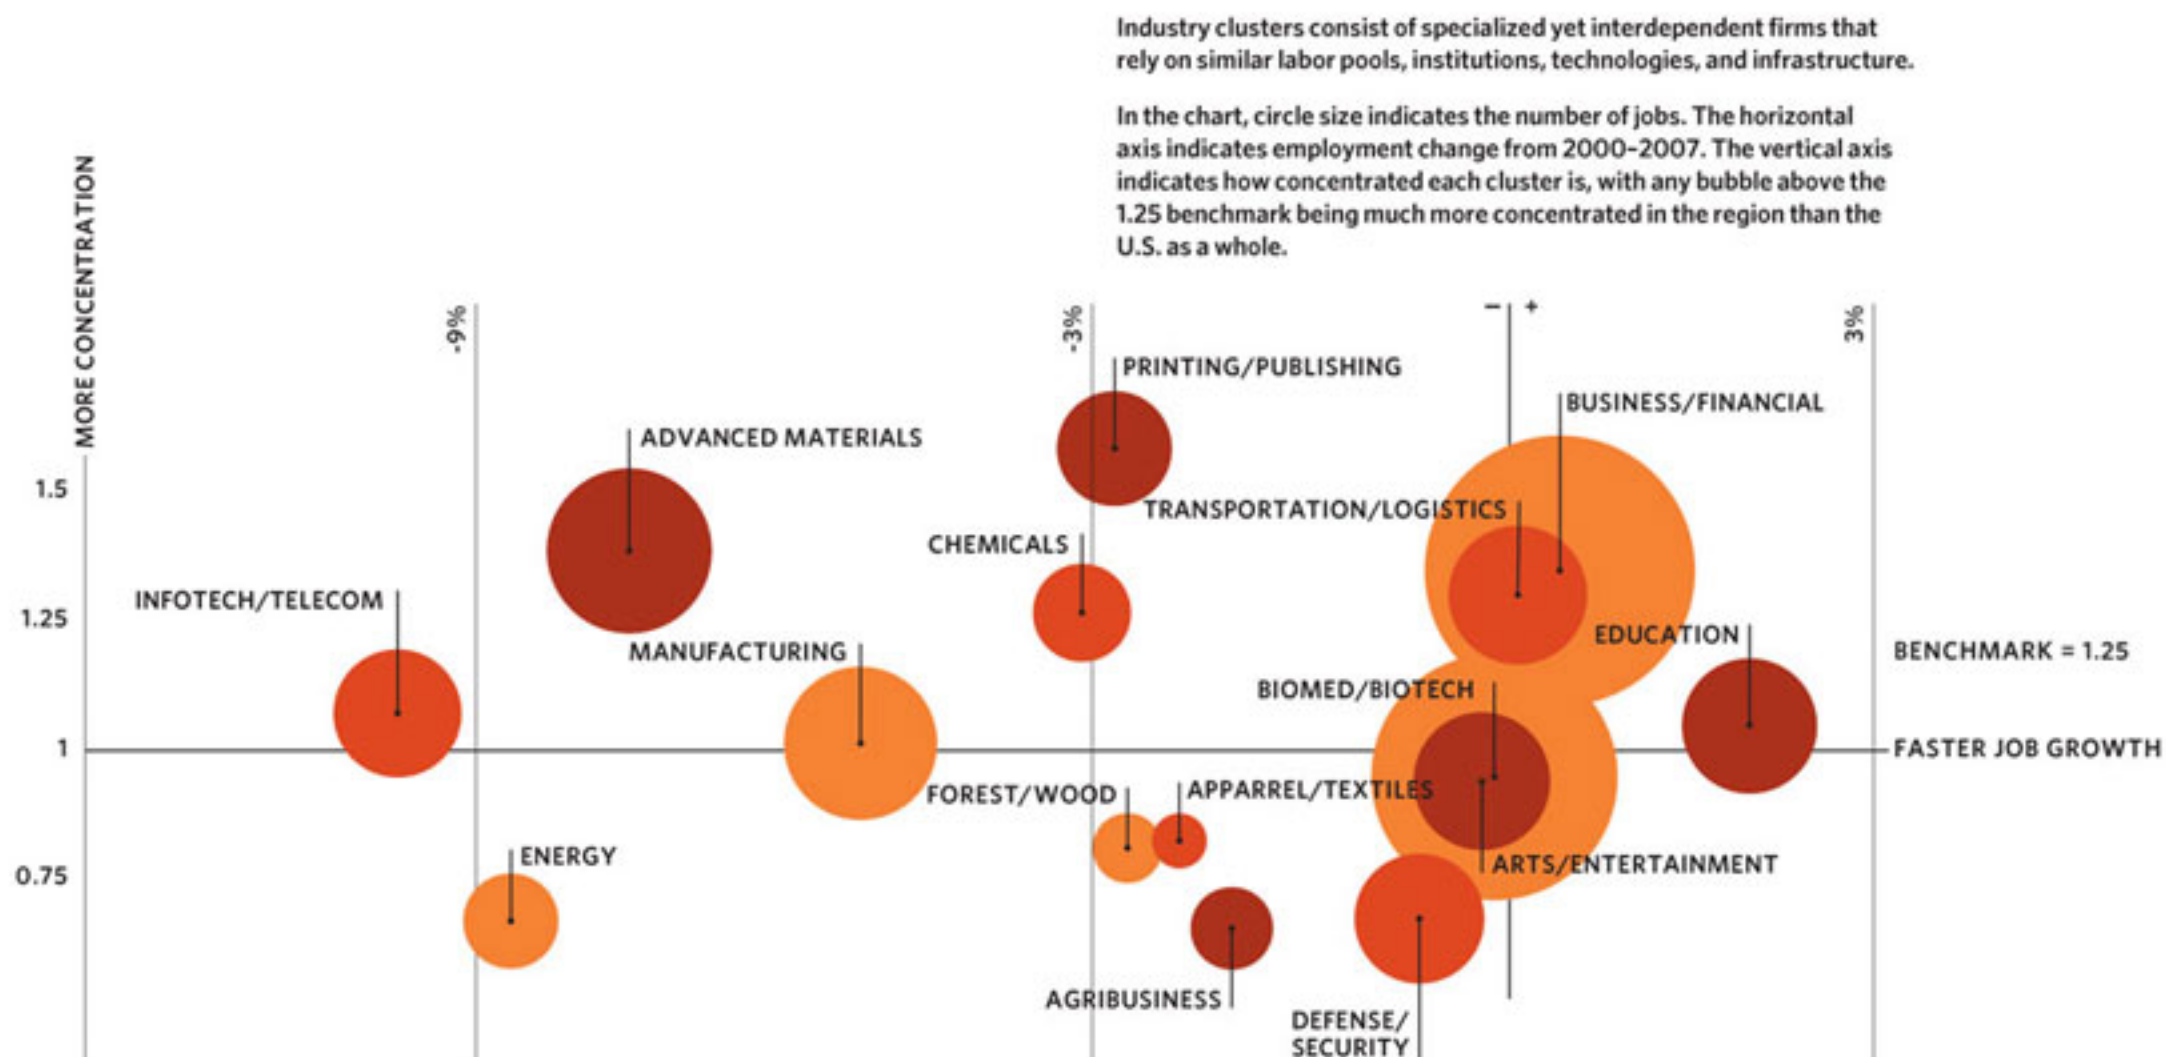 Industry clusters consist of specialized yet interdependent firms that
rely on similar labor pools, institutions, technologies, and infrastructure.
In the chart, circle size indicates the number of jobs. The horizontal
axis indicates employment change from 2000–2007. The vertical axis
indicates how concentrated each cluster is, with any bubble above the
1.25 benchmark being much more concentrated in the region than the
U.S. as a whole.
MORE CONCENTRATION
-9%
-3%
– +
3%
PRINTING/PUBLISHING
BUSINESS/FINANCIAL
ADVANCED MATERIALS
1.5
TRANSPORTATION/LOGISTICS
CHEMICALS
INFOTECH/TELECOM
1.25
EDUCATION
MANUFACTURING
BENCHMARK = 1.25
BIOMED/BIOTECH
1
FASTER JOB GROWTH
FOREST/WOOD
APPARREL/TEXTILES
ENERGY
ARTS/ENTERTAINMENT
0.75
AGRIBUSINESS
DEFENSE/
SECURITY